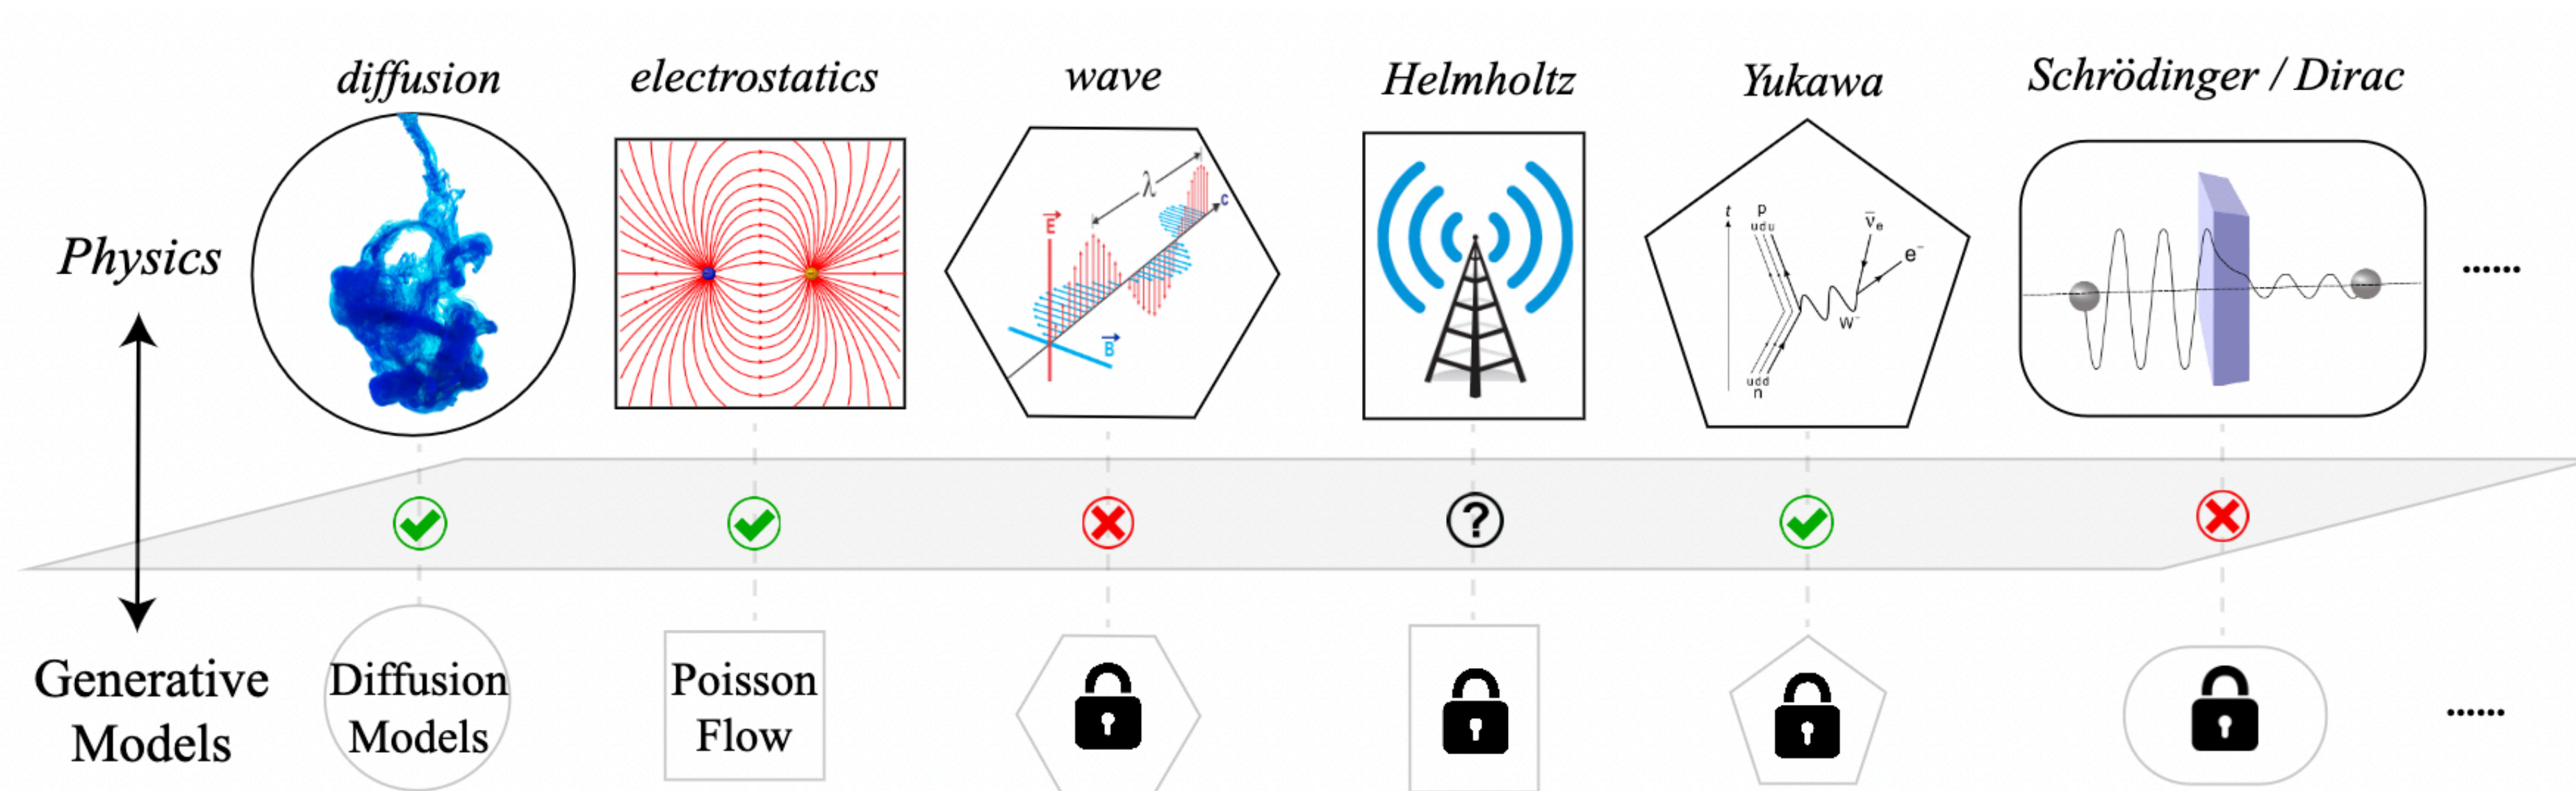 diffusion
electrostatics
wave
Helmholtz
Yukawa
Schrödinger / Dirac
Physics
λ
E
B
c
t
p
udu
ν̄e
e⁻
W⁻
udd
n
......
?
Generative
Models
Diffusion
Models
Poisson
Flow
......